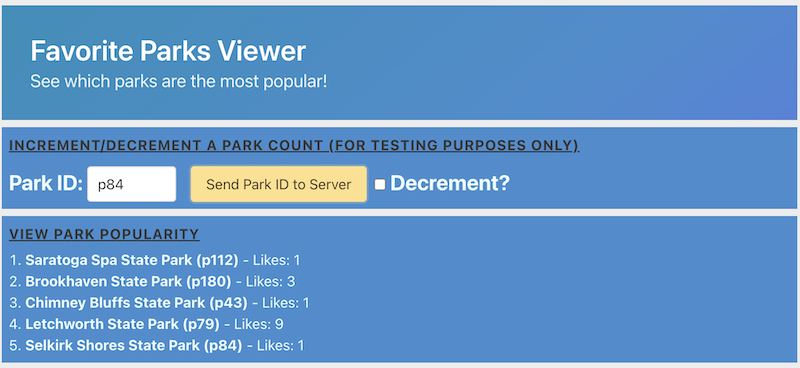 Favorite Parks Viewer
See which parks are the most popular!
INCREMENT/DECREMENT A PARK COUNT (FOR TESTING PURPOSES ONLY)
Park ID: p84 Send Park ID to Server Decrement?
VIEW PARK POPULARITY
1. Saratoga Spa State Park (p112) - Likes: 1
2. Brookhaven State Park (p180) - Likes: 3
3. Chimney Bluffs State Park (p43) - Likes: 1
4. Letchworth State Park (p79) - Likes: 9
5. Selkirk Shores State Park (p84) - Likes: 1